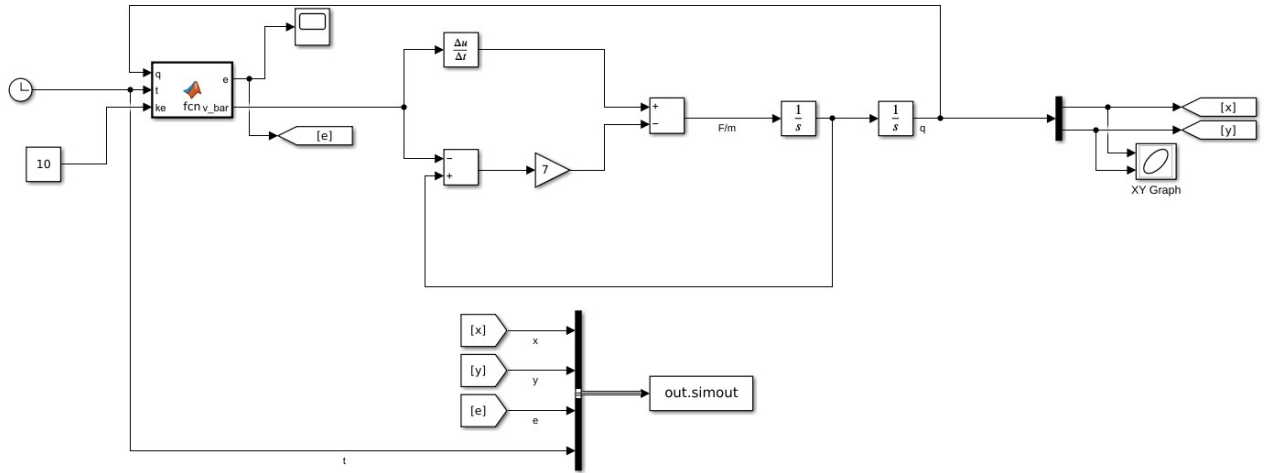 q
t
ke
fcn
e
v_bar
10
[e]
Δu
Δt
−
+
7
+
−
F/m
1
s
1
s
q
[x]
[y]
XY Graph
[x]
x
[y]
y
[e]
e
t
out.simout